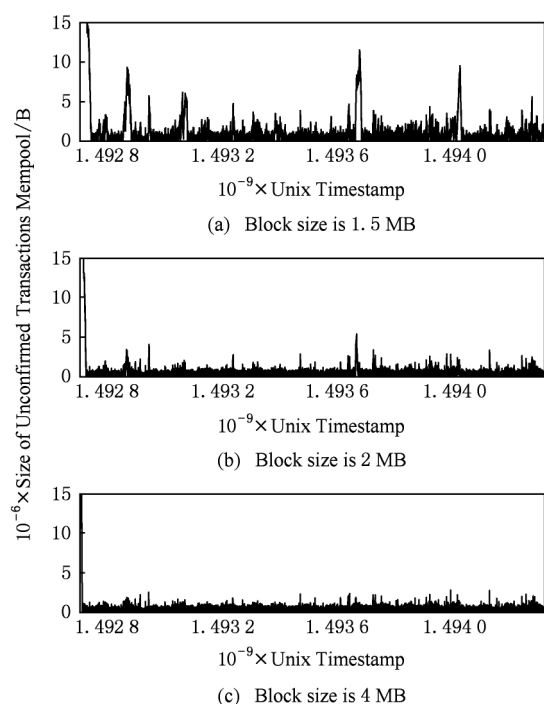 10⁻⁶×Size of Unconfirmed Transactions Mempool/B
15
10
5
0
1.492 8 1.493 2 1.493 6 1.494 0
10⁻⁹×Unix Timestamp
(a) Block size is 1.5 MB
15
10
5
0
1.492 8 1.493 2 1.493 6 1.494 0
10⁻⁹×Unix Timestamp
(b) Block size is 2 MB
15
10
5
0
1.492 8 1.493 2 1.493 6 1.494 0
10⁻⁹×Unix Timestamp
(c) Block size is 4 MB